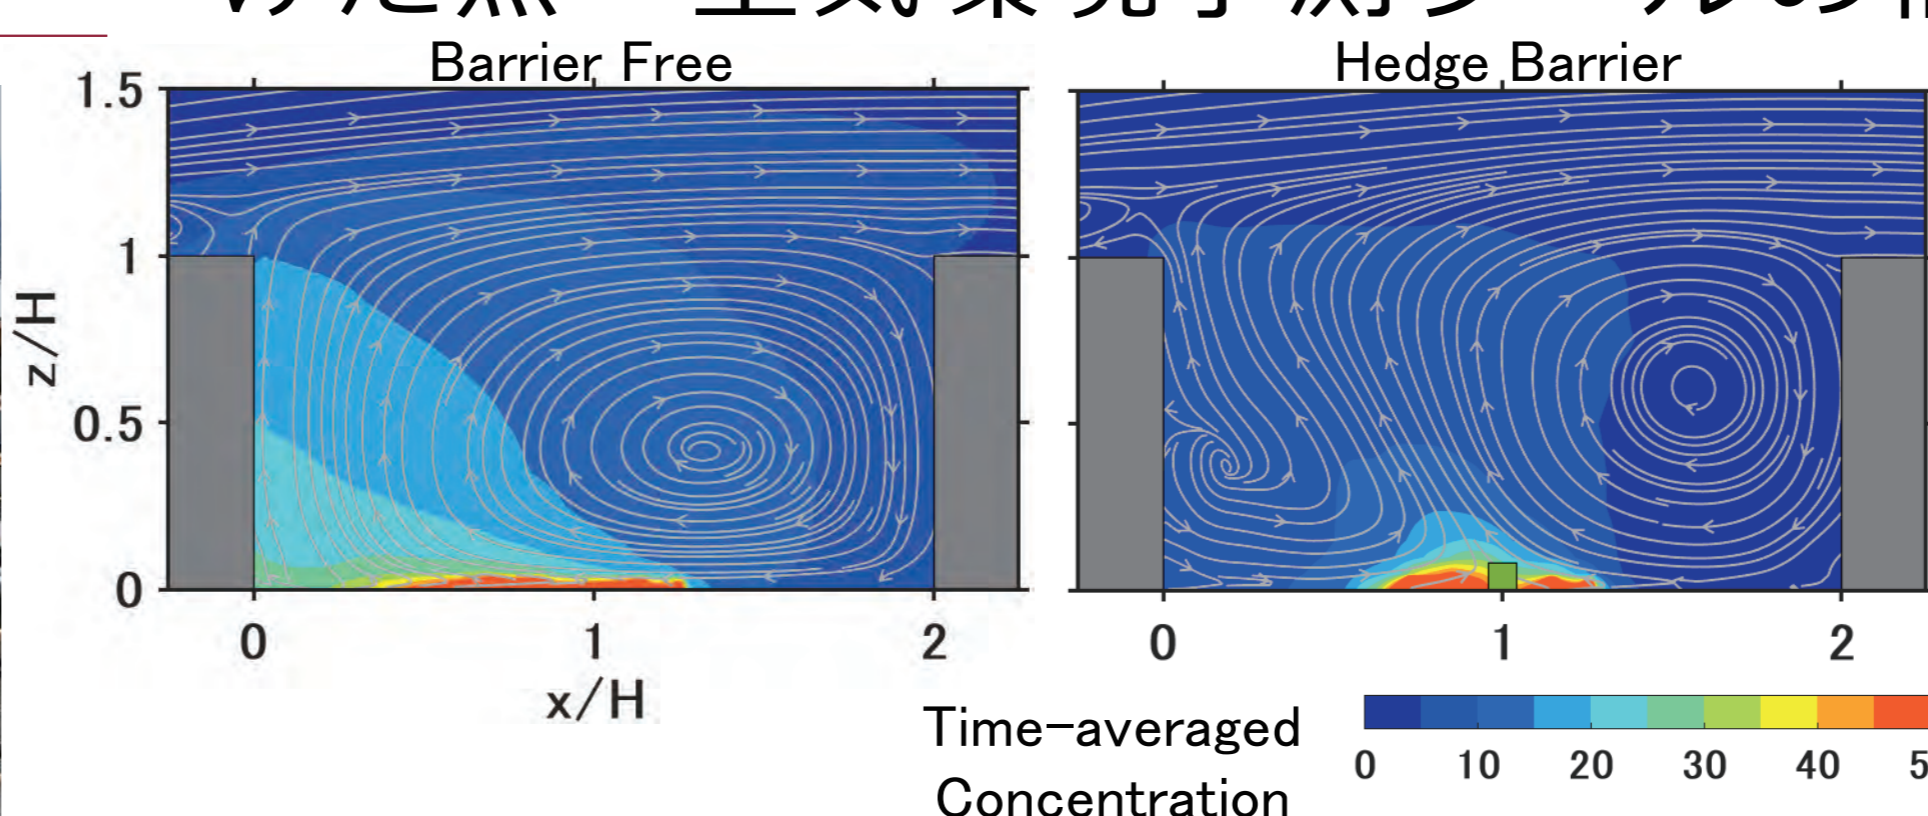 Barrier Free
Hedge Barrier
1.5
1
0.5
0
z/H
0 1 2
0 1 2
x/H
Time-averaged
Concentration
0 10 20 30 40